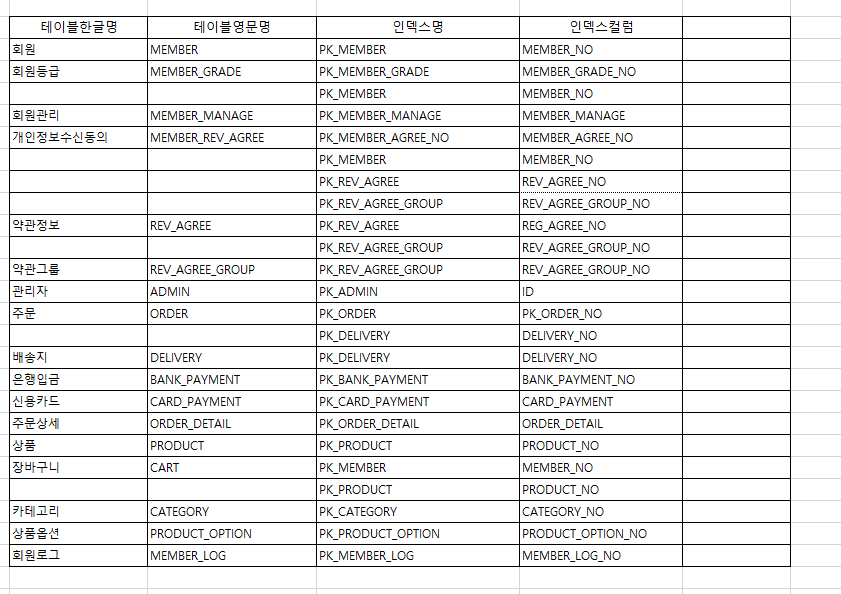 테이블한글명 테이블영문명 인덱스명 인덱스컬럼
회원 MEMBER PK_MEMBER MEMBER_NO
회원등급 MEMBER_GRADE PK_MEMBER_GRADE MEMBER_GRADE_NO
PK_MEMBER MEMBER_NO
회원관리 MEMBER_MANAGE PK_MEMBER_MANAGE MEMBER_MANAGE
개인정보수신동의 MEMBER_REV_AGREE PK_MEMBER_AGREE_NO MEMBER_AGREE_NO
PK_MEMBER MEMBER_NO
PK_REV_AGREE REV_AGREE_NO
PK_REV_AGREE_GROUP REV_AGREE_GROUP_NO
약관정보 REV_AGREE PK_REV_AGREE REG_AGREE_NO
PK_REV_AGREE_GROUP REV_AGREE_GROUP_NO
약관그룹 REV_AGREE_GROUP PK_REV_AGREE_GROUP REV_AGREE_GROUP_NO
관리자 ADMIN PK_ADMIN ID
주문 ORDER PK_ORDER PK_ORDER_NO
PK_DELIVERY DELIVERY_NO
배송지 DELIVERY PK_DELIVERY DELIVERY_NO
은행입금 BANK_PAYMENT PK_BANK_PAYMENT BANK_PAYMENT_NO
신용카드 CARD_PAYMENT PK_CARD_PAYMENT CARD_PAYMENT
주문상세 ORDER_DETAIL PK_ORDER_DETAIL ORDER_DETAIL
상품 PRODUCT PK_PRODUCT PRODUCT_NO
장바구니 CART PK_MEMBER MEMBER_NO
PK_PRODUCT PRODUCT_NO
카테고리 CATEGORY PK_CATEGORY CATEGORY_NO
상품옵션 PRODUCT_OPTION PK_PRODUCT_OPTION PRODUCT_OPTION_NO
회원로그 MEMBER_LOG PK_MEMBER_LOG MEMBER_LOG_NO